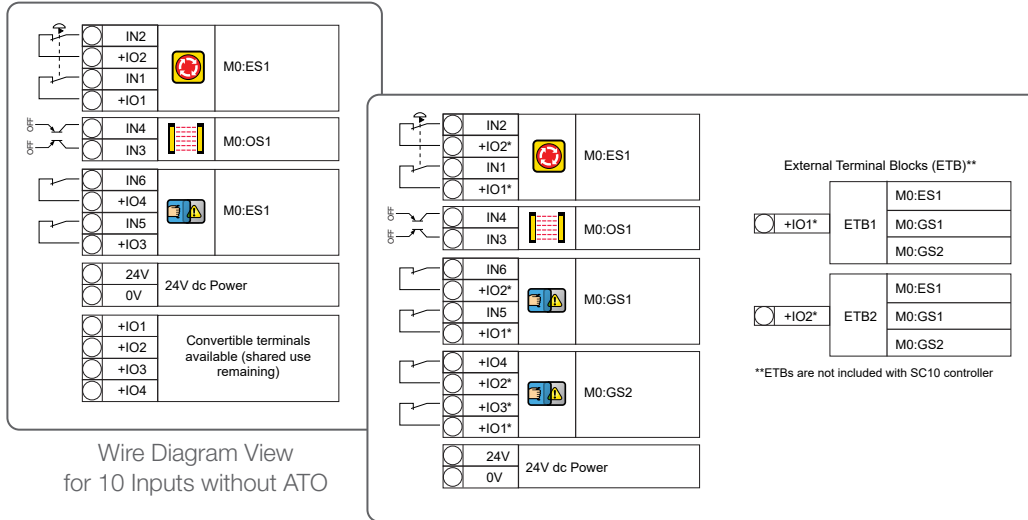 IN2
+IO2
IN1
+IO1
M0:ES1
OFF
OFF
IN4
IN3
M0:OS1
IN6
+IO4
IN5
+IO3
M0:ES1
24V
0V
24V dc Power
+IO1
+IO2
+IO3
+IO4
Convertible terminals
available (shared use
remaining)
Wire Diagram View
for 10 Inputs without ATO
IN2
+IO2*
IN1
+IO1*
M0:ES1
OFF
OFF
IN4
IN3
M0:OS1
IN6
+IO2*
IN5
+IO1*
M0:GS1
+IO4
+IO2*
+IO3*
+IO1*
M0:GS2
24V
0V
24V dc Power
External Terminal Blocks (ETB)**
+IO1*
ETB1
M0:ES1
M0:GS1
M0:GS2
+IO2*
ETB2
M0:ES1
M0:GS1
M0:GS2
**ETBs are not included with SC10 controller